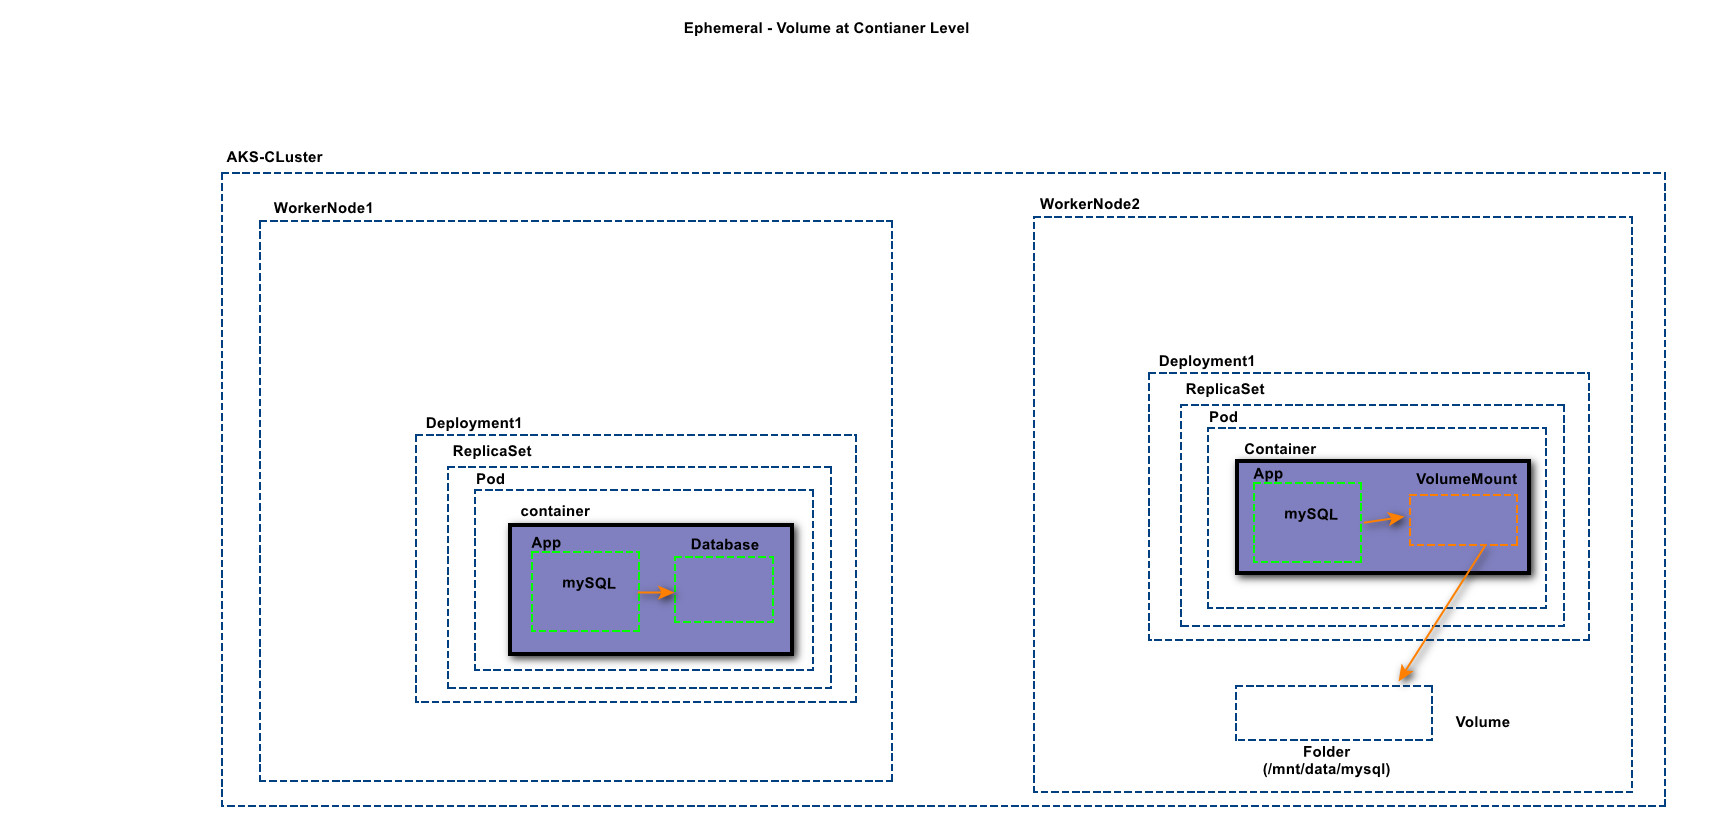 Ephemeral - Volume at Contianer Level
AKS-CLuster
WorkerNode1
Deployment1
ReplicaSet
Pod
container
App
Database
mySQL
WorkerNode2
Deployment1
ReplicaSet
Pod
Container
App
VolumeMount
mySQL
Volume
Folder
(/mnt/data/mysql)